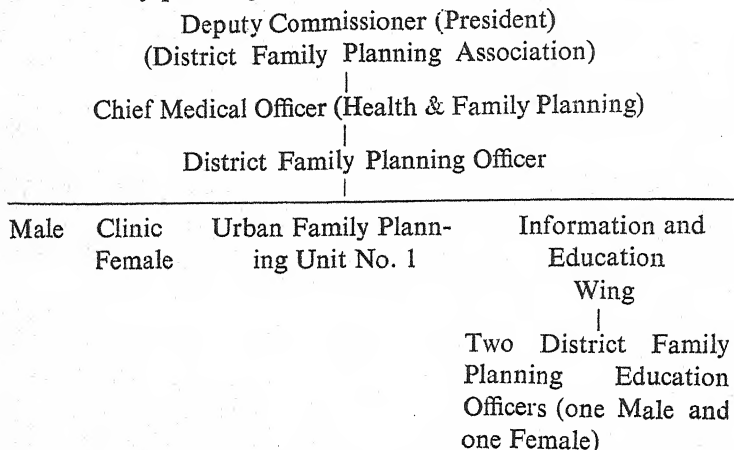 Deputy Commissioner (President)
(District Family Planning Association)
Chief Medical Officer (Health & Family Planning)
District Family Planning Officer
Male Clinic Urban Family Plann- Information and
Female ing Unit No. 1 Education
Wing
Two District Family
Planning Education
Officers (one Male and
one Female)